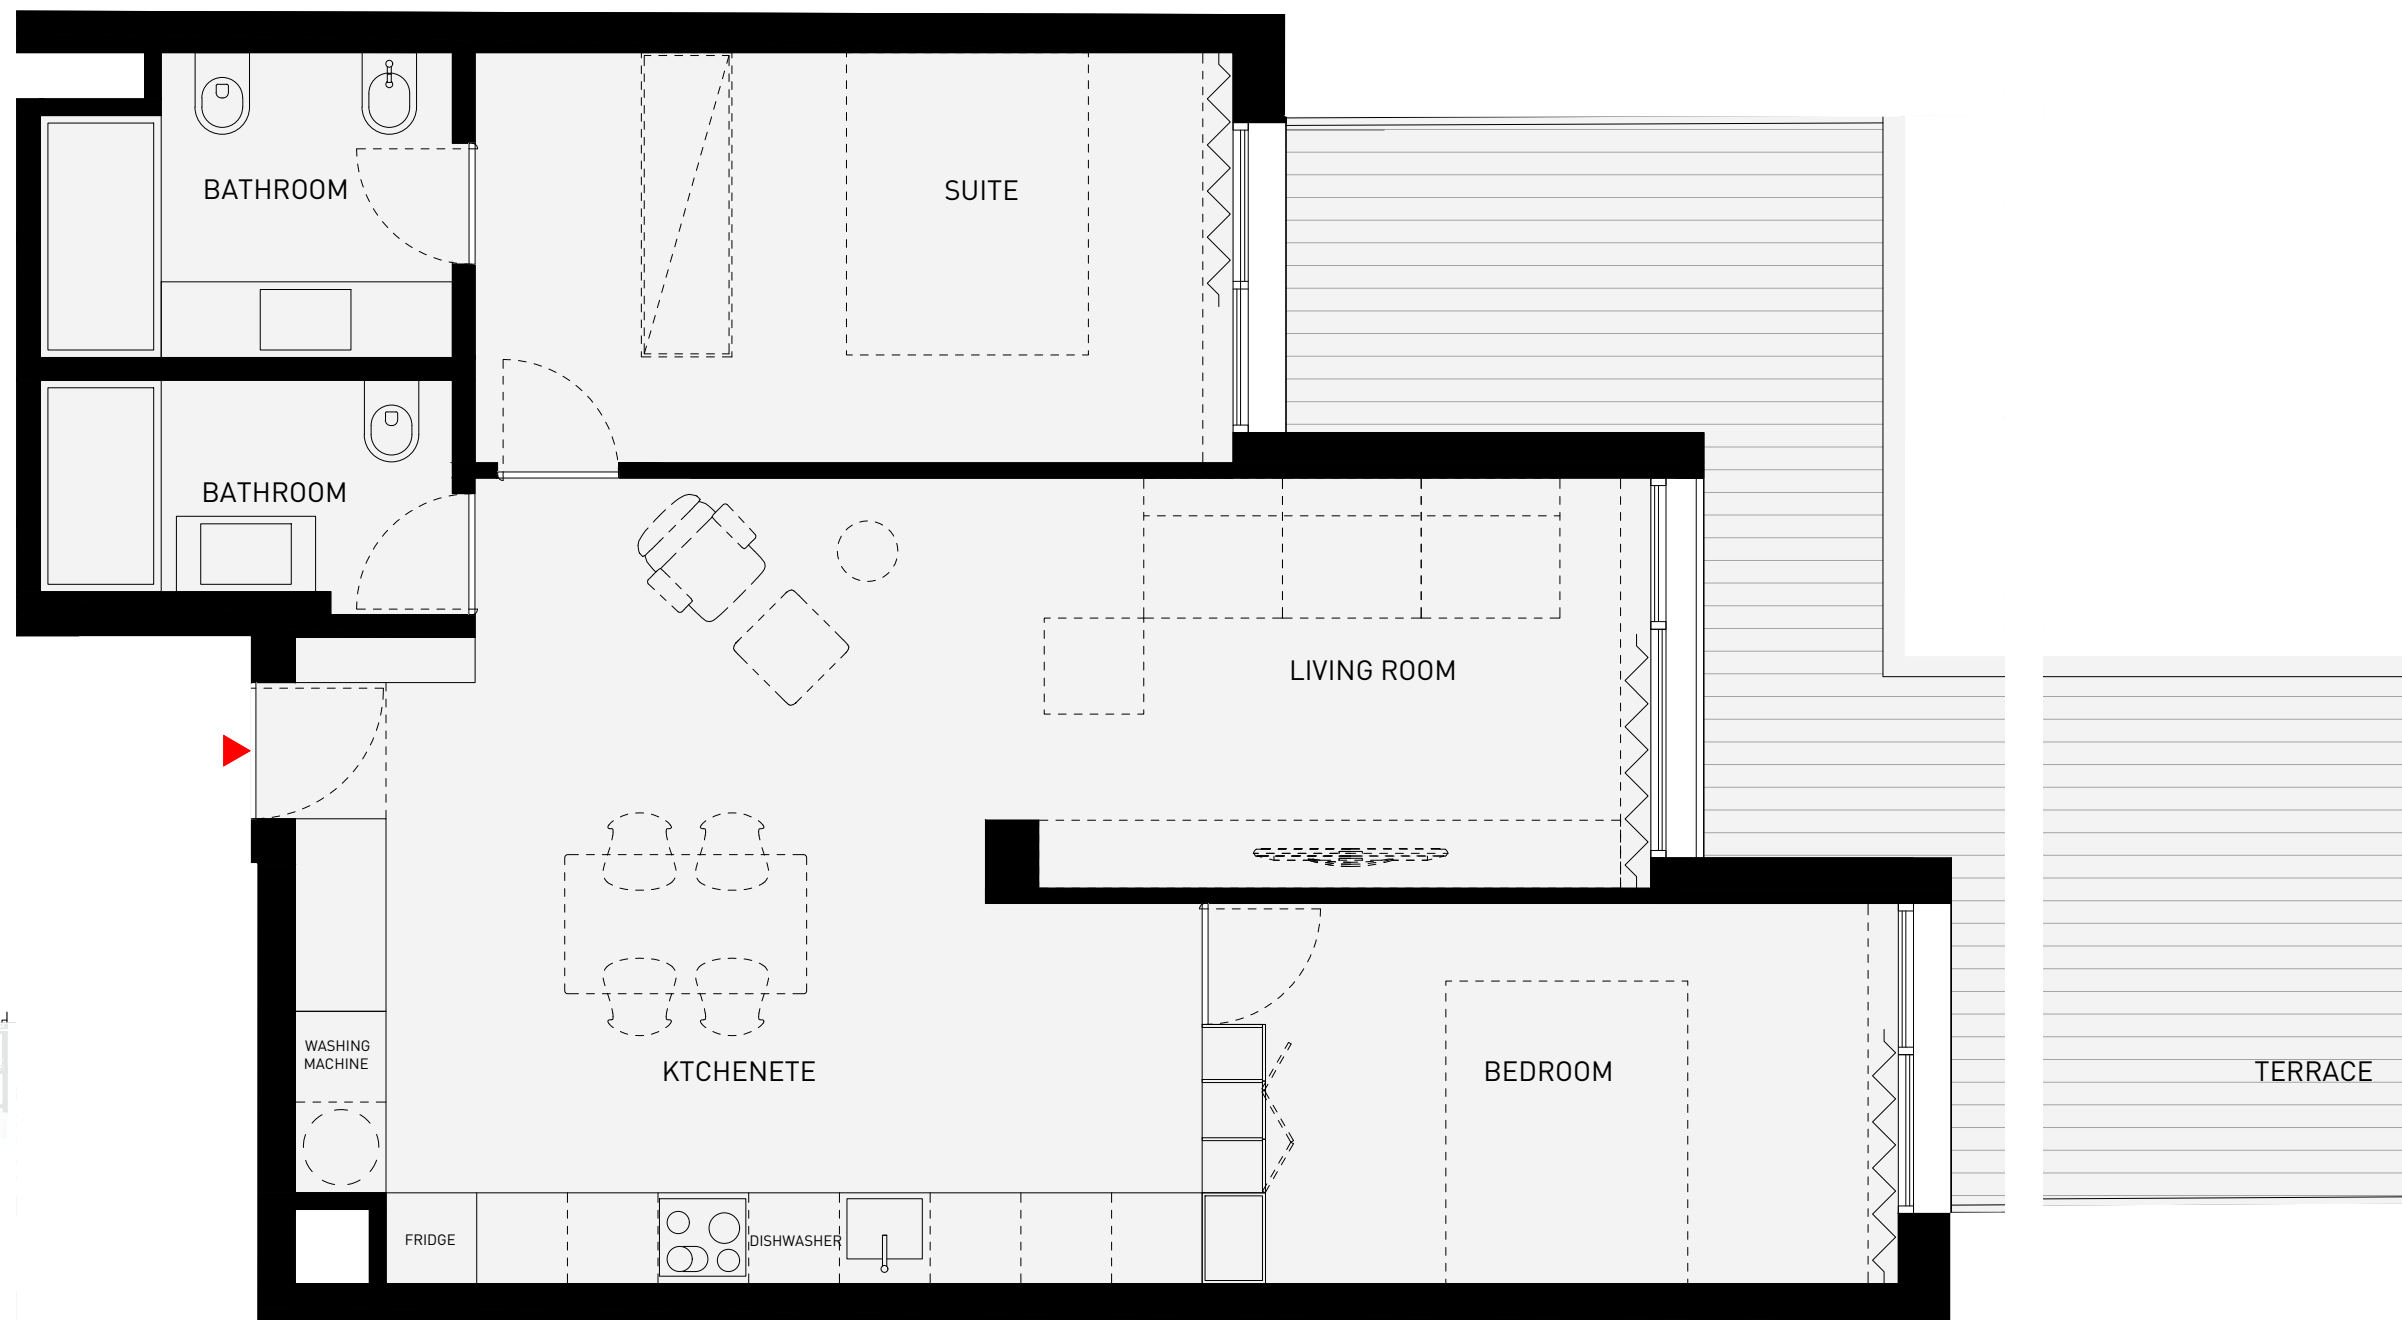 BATHROOM
SUITE
BATHROOM
LIVING ROOM
WASHING
MACHINE
KTCHENETE
BEDROOM
TERRACE
FRIDGE
DISHWASHER